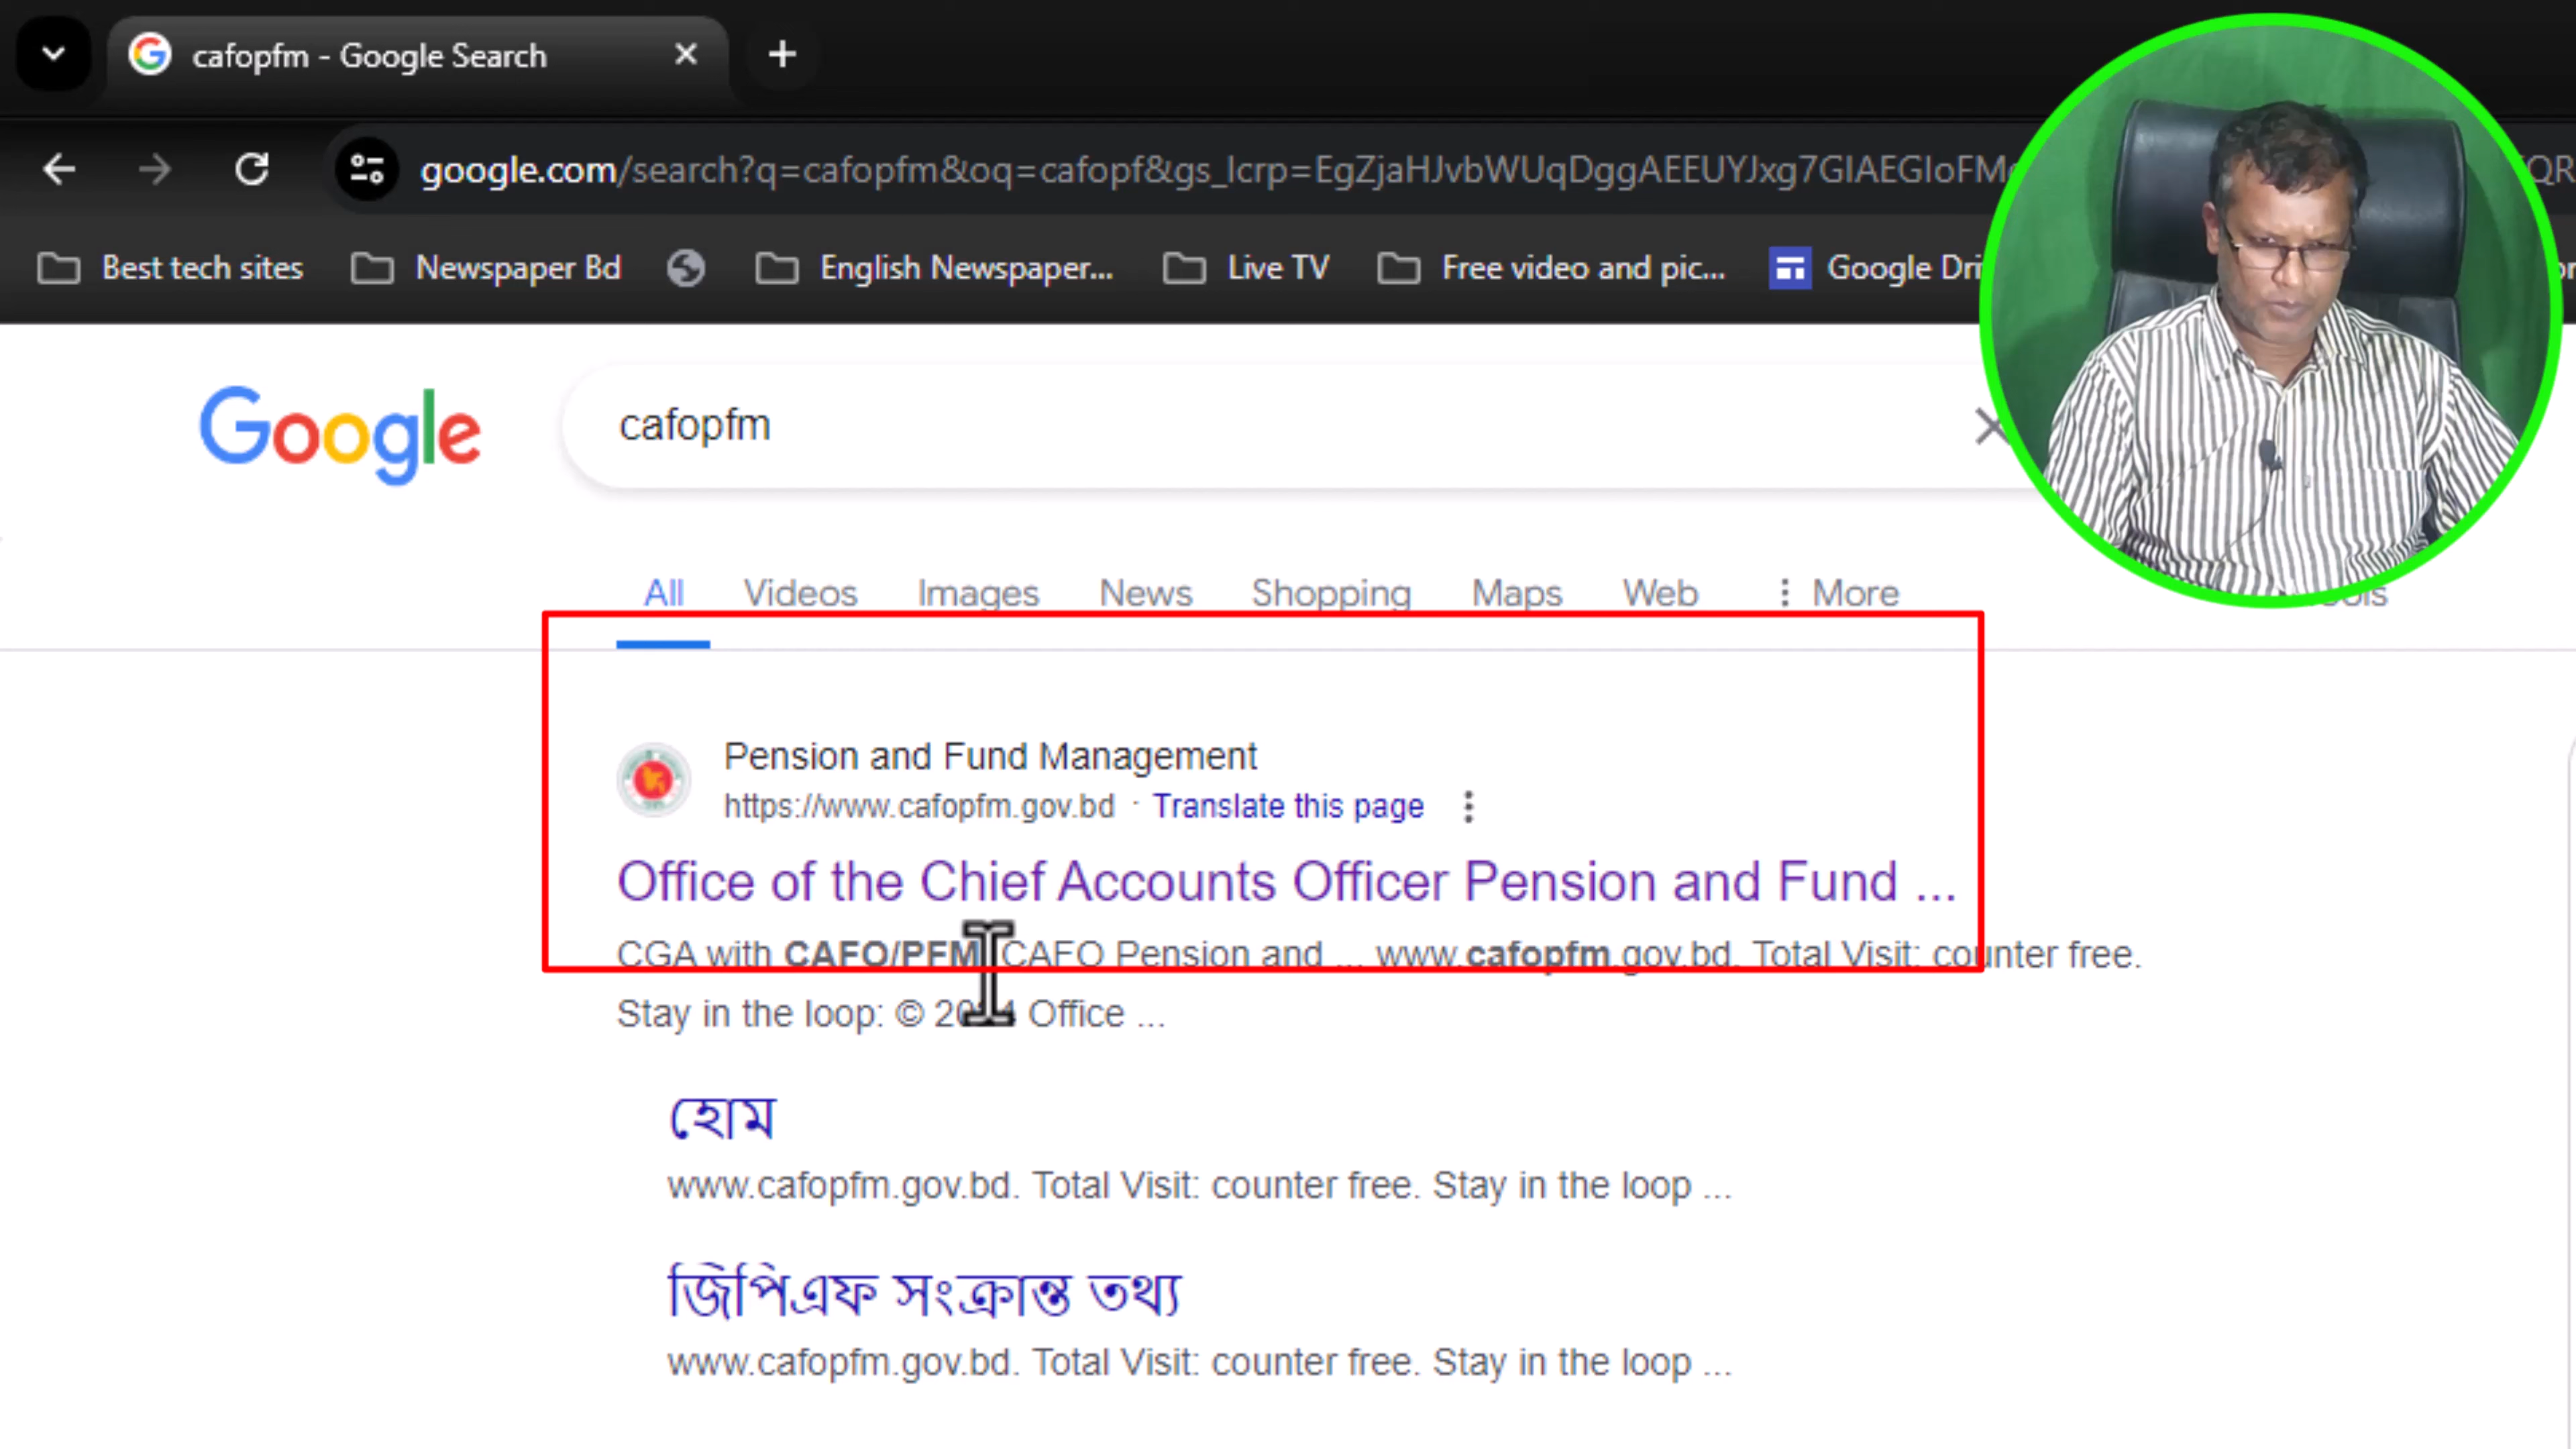 cafopfm - Google Search
google.com/search?q=cafopfm&oq=cafopf&gs_lcrp=
Best tech sites
Newspaper Bd
English Newspaper...
Live TV
Free video and pic...
Google
Google
cafopfm
All Videos Images News Shopping Maps Web More
Pension and Fund Management
https://www.cafopfm.gov.bd · Translate this page
Office of the Chief Accounts Officer Pension and Fund ...
CGA with CAFO/PFM CAFO Pension and ... www.cafopfm.gov.bd. Total Visit: counter free.
Stay in the loop: © Office ...
হোম
www.cafopfm.gov.bd. Total Visit: counter free. Stay in the loop ...
জিপিএফ সংক্রান্ত তথ্য
www.cafopfm.gov.bd. Total Visit: counter free. Stay in the loop ...